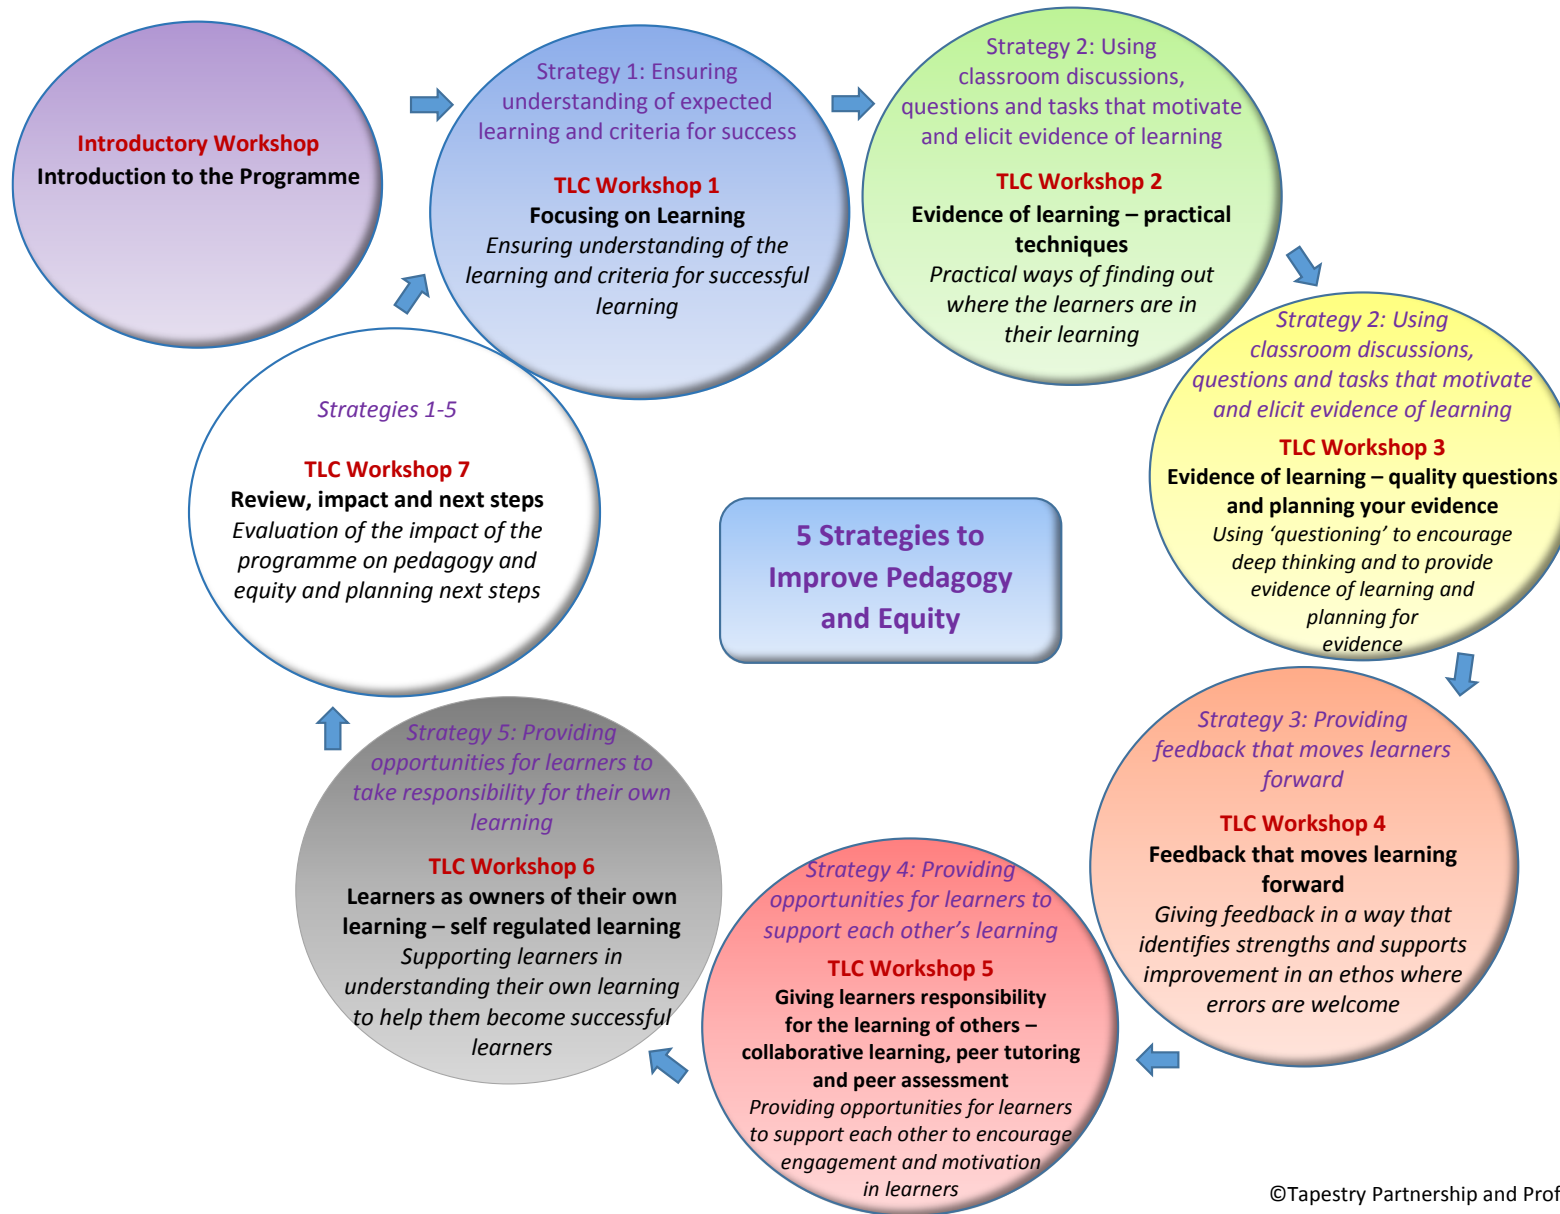 Introductory Workshop
Introduction to the Programme
Strategy 1: Ensuring
understanding of expected
learning and criteria for success
TLC Workshop 1
Focusing on Learning
Ensuring understanding of the
learning and criteria for successful
learning
Strategy 2: Using
classroom discussions,
questions and tasks that motivate
and elicit evidence of learning
TLC Workshop 2
Evidence of learning – practical
techniques
Practical ways of finding out
where the learners are in
their learning
Strategy 2: Using
classroom discussions,
questions and tasks that motivate
and elicit evidence of learning
TLC Workshop 3
Evidence of learning – quality questions
and planning your evidence
Using ‘questioning’ to encourage
deep thinking and to provide
evidence of learning and
planning for
evidence
Strategy 3: Providing
feedback that moves learners
forward
TLC Workshop 4
Feedback that moves learning
forward
Giving feedback in a way that
identifies strengths and supports
improvement in an ethos where
errors are welcome
Strategy 4: Providing
opportunities for learners to
support each other’s learning
TLC Workshop 5
Giving learners responsibility
for the learning of others –
collaborative learning, peer tutoring
and peer assessment
Providing opportunities for learners
to support each other to encourage
engagement and motivation
in learners
Strategy 5: Providing
opportunities for learners to
take responsibility for their own
learning
TLC Workshop 6
Learners as owners of their own
learning – self regulated learning
Supporting learners in
understanding their own learning
to help them become successful
learners
Strategies 1-5
TLC Workshop 7
Review, impact and next steps
Evaluation of the impact of the
programme on pedagogy and
equity and planning next steps
5 Strategies to
Improve Pedagogy
and Equity
©Tapestry Partnership and Prof